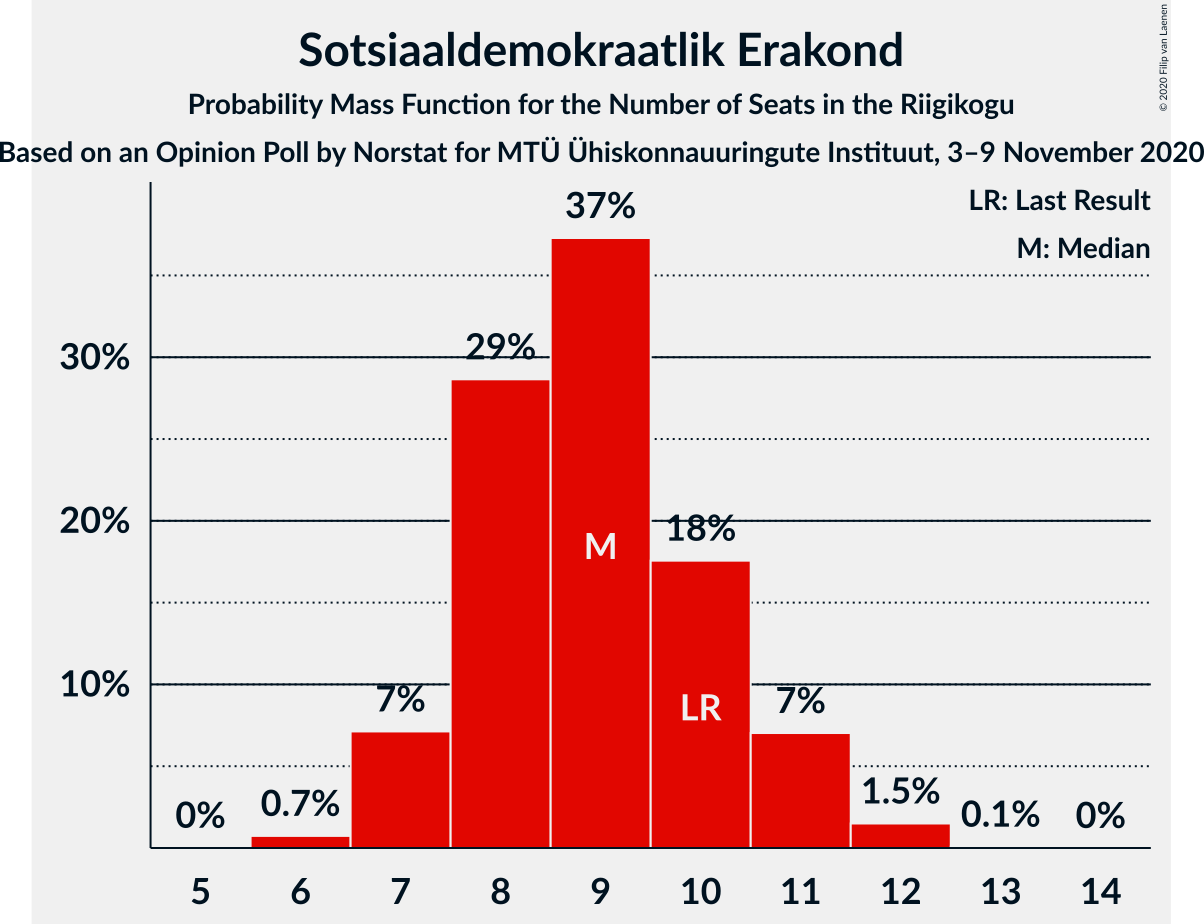 Sotsiaaldemokraatlik Erakond
Probability Mass Function for the Number of Seats in the Riigikogu
Based on an Opinion Poll by Norstat for MTÜ Ühiskonnauuringute Instituut, 3–9 November 2020
© 2020 Filip van Laenen
LR: Last Result
M: Median
30%
20%
10%
0%
0.7%
7%
29%
37%
18%
7%
1.5%
0.1%
0%
M
LR
5 6 7 8 9 10 11 12 13 14